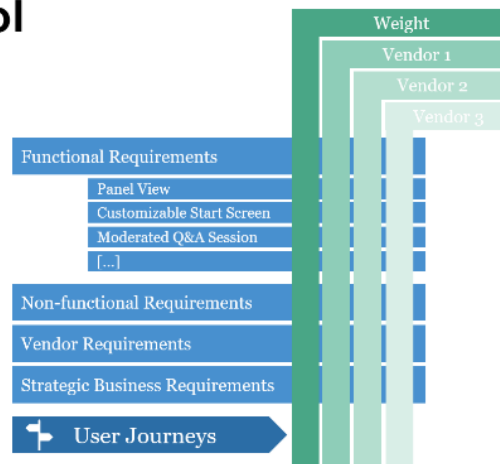 ol
Weight
Vendor 1
Vendor 2
Vendor 3
Functional Requirements
Panel View
Customizable Start Screen
Moderated Q&A Session
[...]
Non-functional Requirements
Vendor Requirements
Strategic Business Requirements
User Journeys